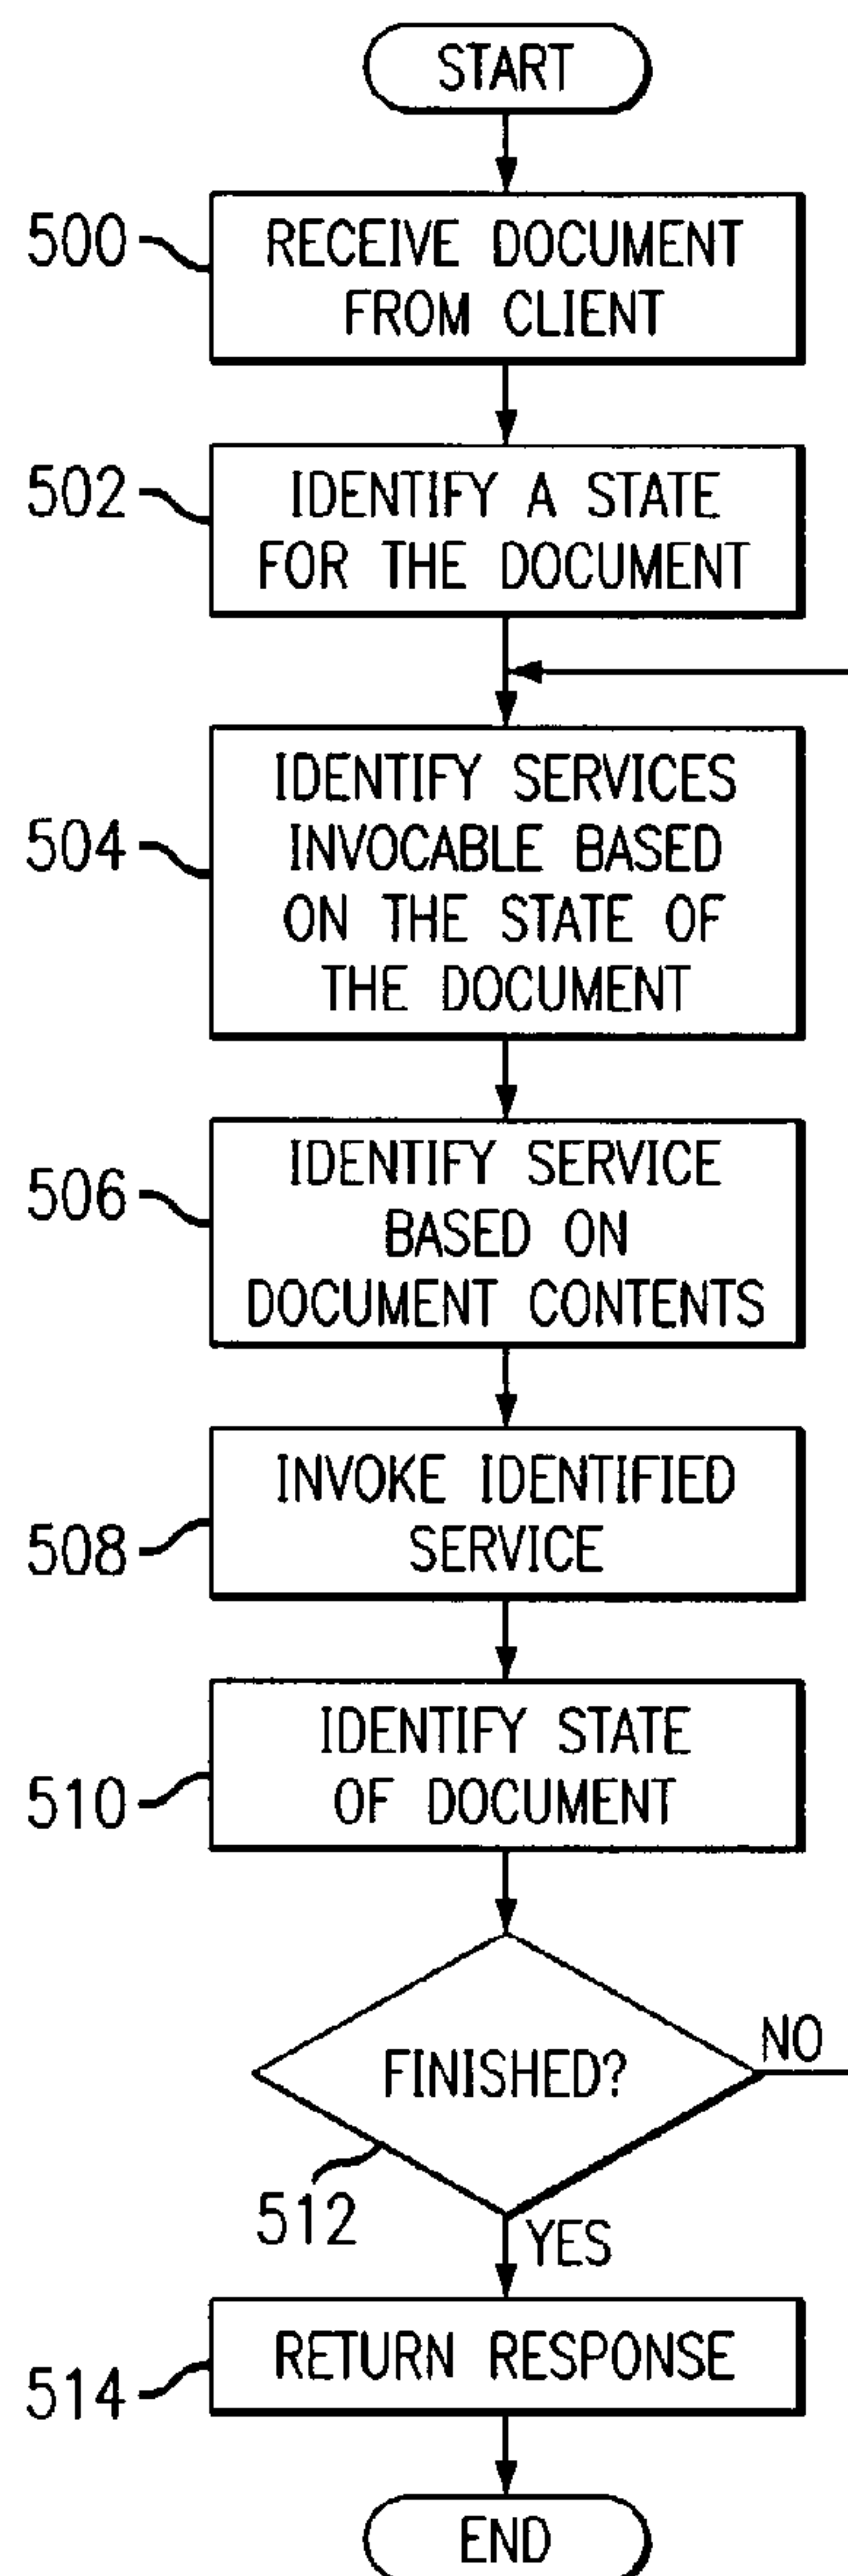 START
500
RECEIVE DOCUMENT
FROM CLIENT
502
IDENTIFY A STATE
FOR THE DOCUMENT
504
IDENTIFY SERVICES
INVOCABLE BASED
ON THE STATE OF
THE DOCUMENT
506
IDENTIFY SERVICE
BASED ON
DOCUMENT CONTENTS
508
INVOKE IDENTIFIED
SERVICE
510
IDENTIFY STATE
OF DOCUMENT
FINISHED?
NO
512
YES
514
RETURN RESPONSE
END